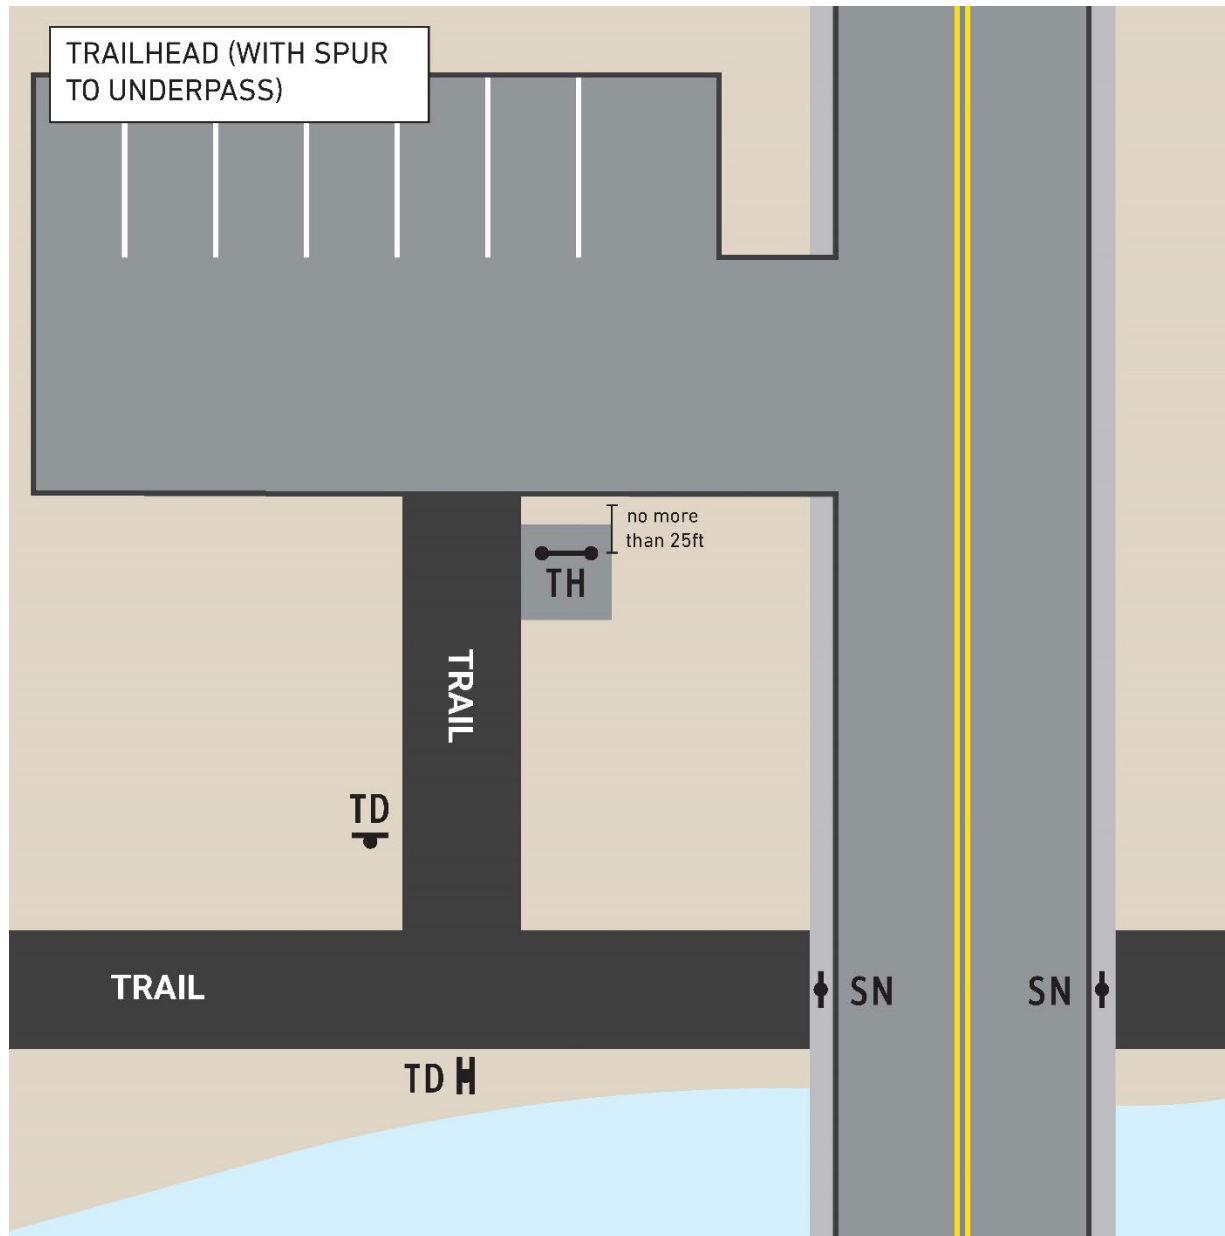 TRAILHEAD (WITH SPUR
TO UNDERPASS)
no more
than 25ft
TH
TRAIL
TD
TRAIL
SN
SN
TD